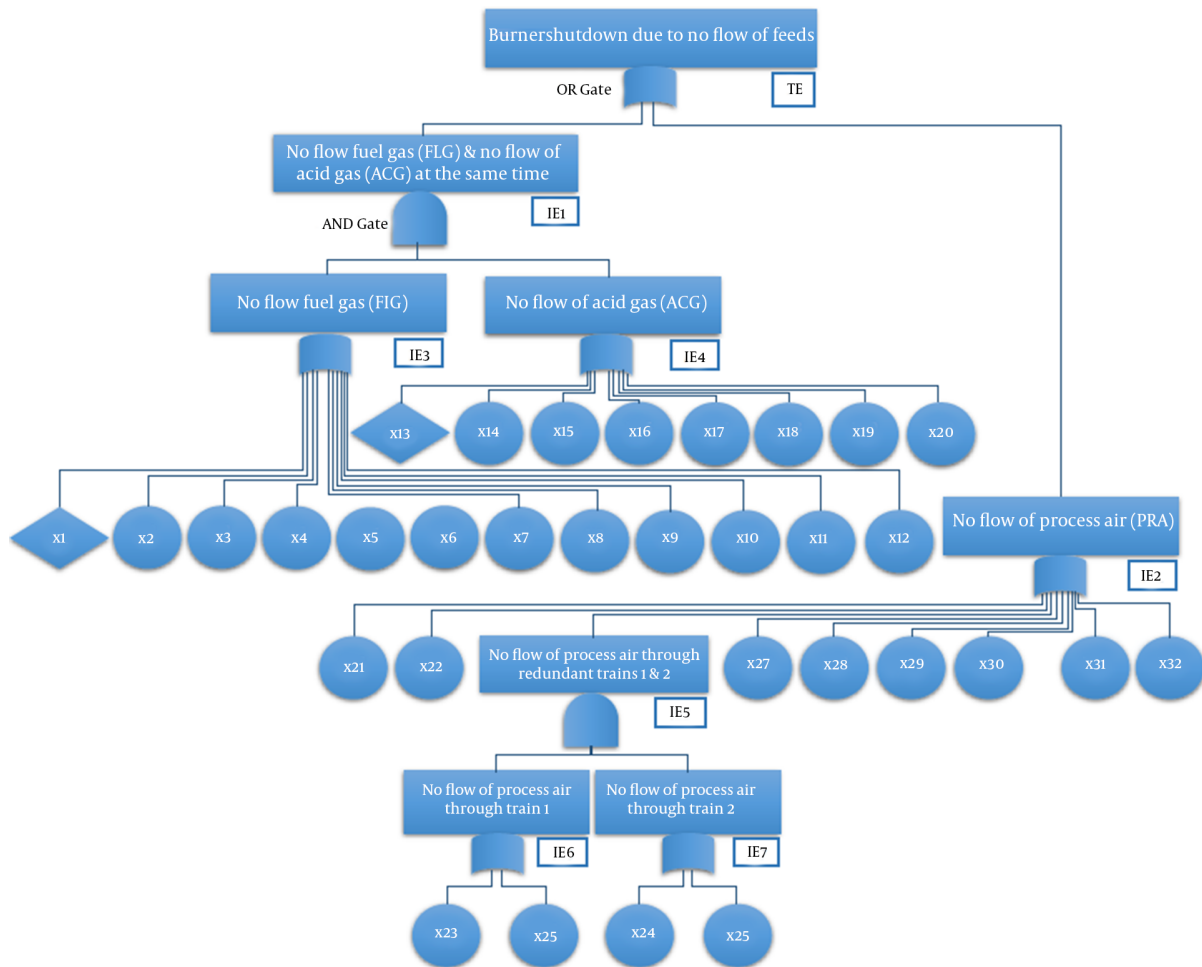 Burnershutdown due to no flow of feeds
OR Gate
TE
No flow fuel gas (FLG) & no flow of
acid gas (ACG) at the same time
IE1
AND Gate
No flow fuel gas (FIG)
No flow of acid gas (ACG)
IE3
IE4
x13
x14
x15
x16
x17
x18
x19
x20
x1
x2
x3
x4
x5
x6
x7
x8
x9
x10
x11
x12
No flow of process air (PRA)
IE2
x21
x22
No flow of process air through
redundant trains 1 & 2
x27
x28
x29
x30
x31
x32
IE5
No flow of process air
through train 1
No flow of process air
through train 2
IE6
IE7
x23
x25
x24
x25